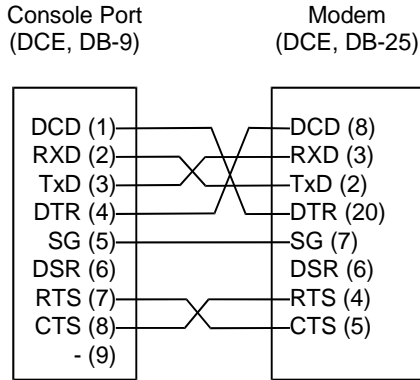 Console Port
(DCE, DB-9)
Modem
(DCE, DB-25)
DCD (1)
RXD (2)
TxD (3)
DTR (4)
SG (5)
DSR (6)
RTS (7)
CTS (8)
- (9)
DCD (8)
RXD (3)
TxD (2)
DTR (20)
SG (7)
DSR (6)
RTS (4)
CTS (5)